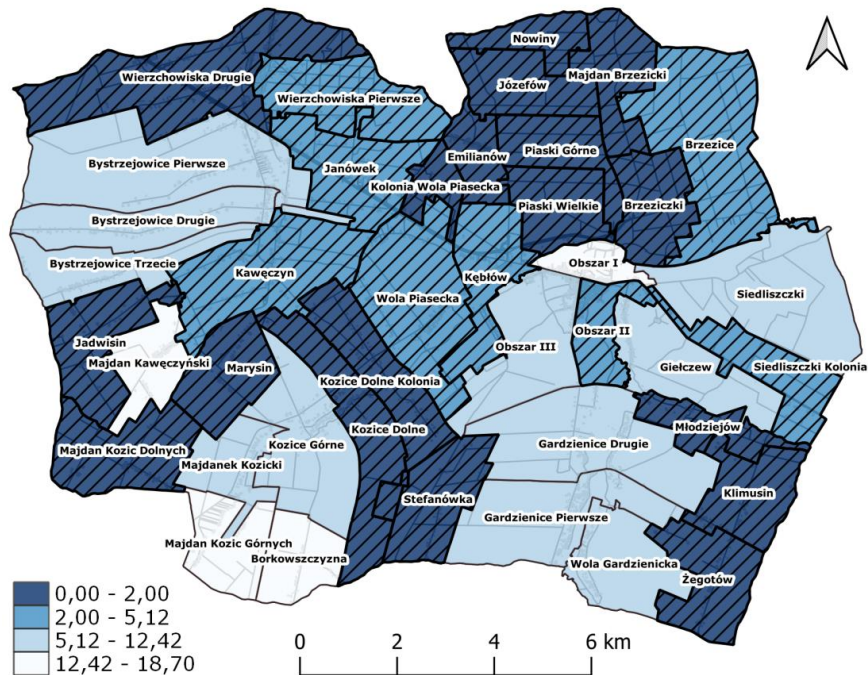 Nowiny
Wierzchowiska Drugie
Majdan Brzezicki
Józefów
Wierzchowiska Pierwsze
Brzezice
Piaski Górne
Emilianów
Bystrzejowice Pierwsze
Janówek
Kolonia Wola Piasecka
Piaski Wielkie
Brzeziczki
Bystrzejowice Drugie
Obszar I
Bystrzejowice Trzecie
Kawęczyn
Kębłów
Siedliszczki
Wola Piasecka
Obszar II
Jadwisin
Obszar III
Majdan Kawęczyński
Marysin
Giełczew
Siedliszczki Kolonia
Kozice Dolne Kolonia
Młodziejów
Kozice Dolne
Kozice Górne
Gardzienice Drugie
Majdan Kozic Dolnych
Majdanek Kozicki
Klimusin
Stefanówka
Gardzienice Pierwsze
Majdan Kozic Górnych
Borkowszczyzna
Wola Gardzienicka
Żegotów
0,00 - 2,00
2,00 - 5,12
5,12 - 12,42
12,42 - 18,70
0 2 4 6 km